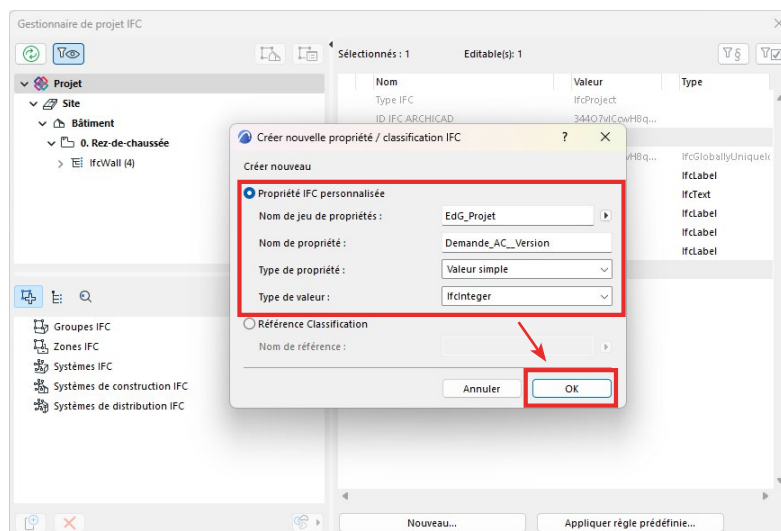 Gestionnaire de projet IFC
Sélectionnés : 1 Editable(s): 1
Projet
Site
Bâtiment
0. Rez-de-chaussée
IfcWall (4)
Nom Valeur Type
Type IFC IfcProject
ID IFC ARCHICAD 344O7vlCowH8q...
vH8q... IfcGloballyUniqueId
IfcLabel
IfcText
IfcLabel
IfcLabel
IfcLabel
Créer nouvelle propriété / classification IFC
Créer nouveau
Propriété IFC personnalisée
Nom de jeu de propriétés : EdG_Projet
Nom de propriété : Demande_AC__Version
Type de propriété : Valeur simple
Type de valeur : IfcInteger
Référence Classification
Nom de référence :
Annuler OK
Groupes IFC
Zones IFC
Systèmes IFC
Systèmes de construction IFC
Systèmes de distribution IFC
Nouveau... Appliquer règle prédéfinie...